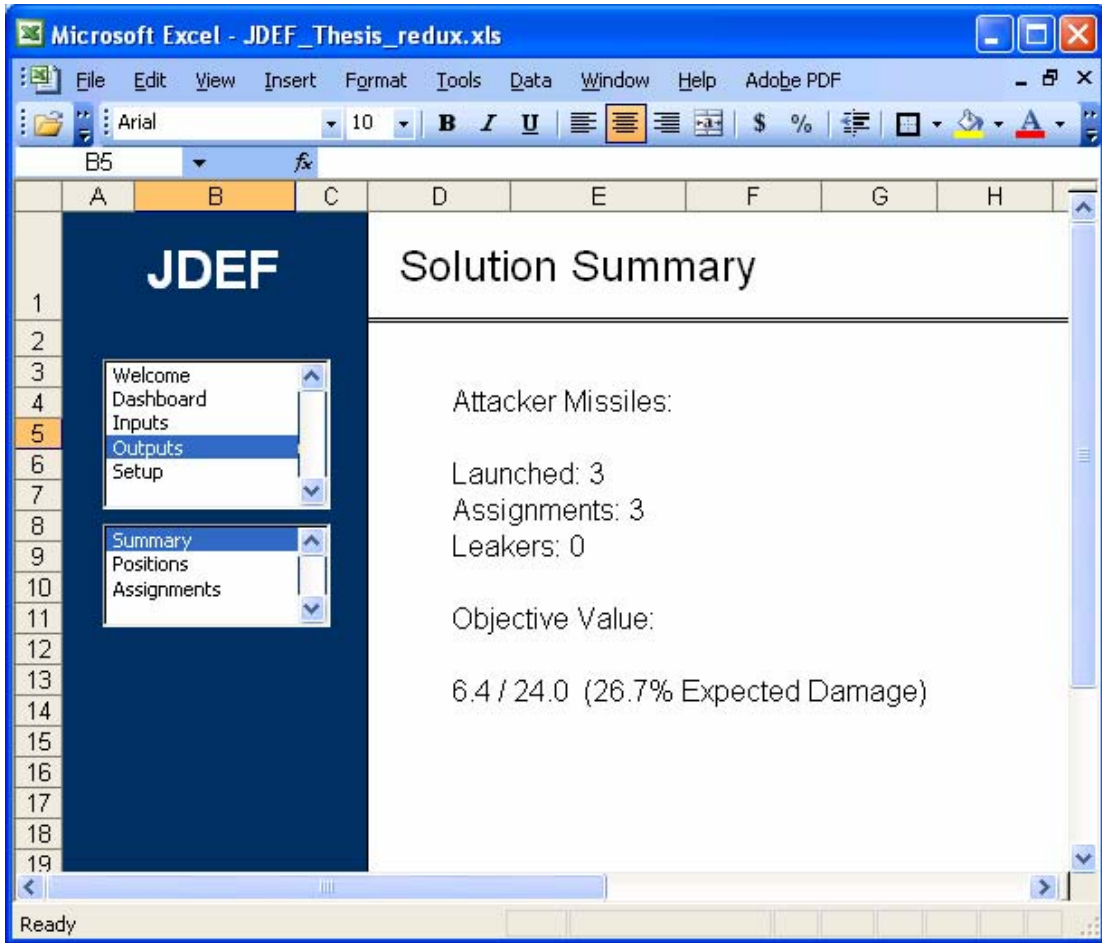 Microsoft Excel - JDEF_Thesis_redux.xls
File Edit View Insert Format Tools Data Window Help Adobe PDF
Arial 10 B I U $ %
B5 fx
A B C D E F G H
JDEF
Solution Summary
1
2
3
4
5
6
7
8
9
10
11
12
13
14
15
16
17
18
19
Welcome
Dashboard
Inputs
Outputs
Setup
Summary
Positions
Assignments
Attacker Missiles:
Launched: 3
Assignments: 3
Leakers: 0
Objective Value:
6.4 / 24.0 (26.7% Expected Damage)
Ready